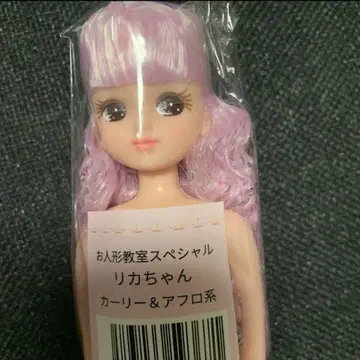 お人形教室スペシャル
リカちゃん
カーリー＆アフロ系